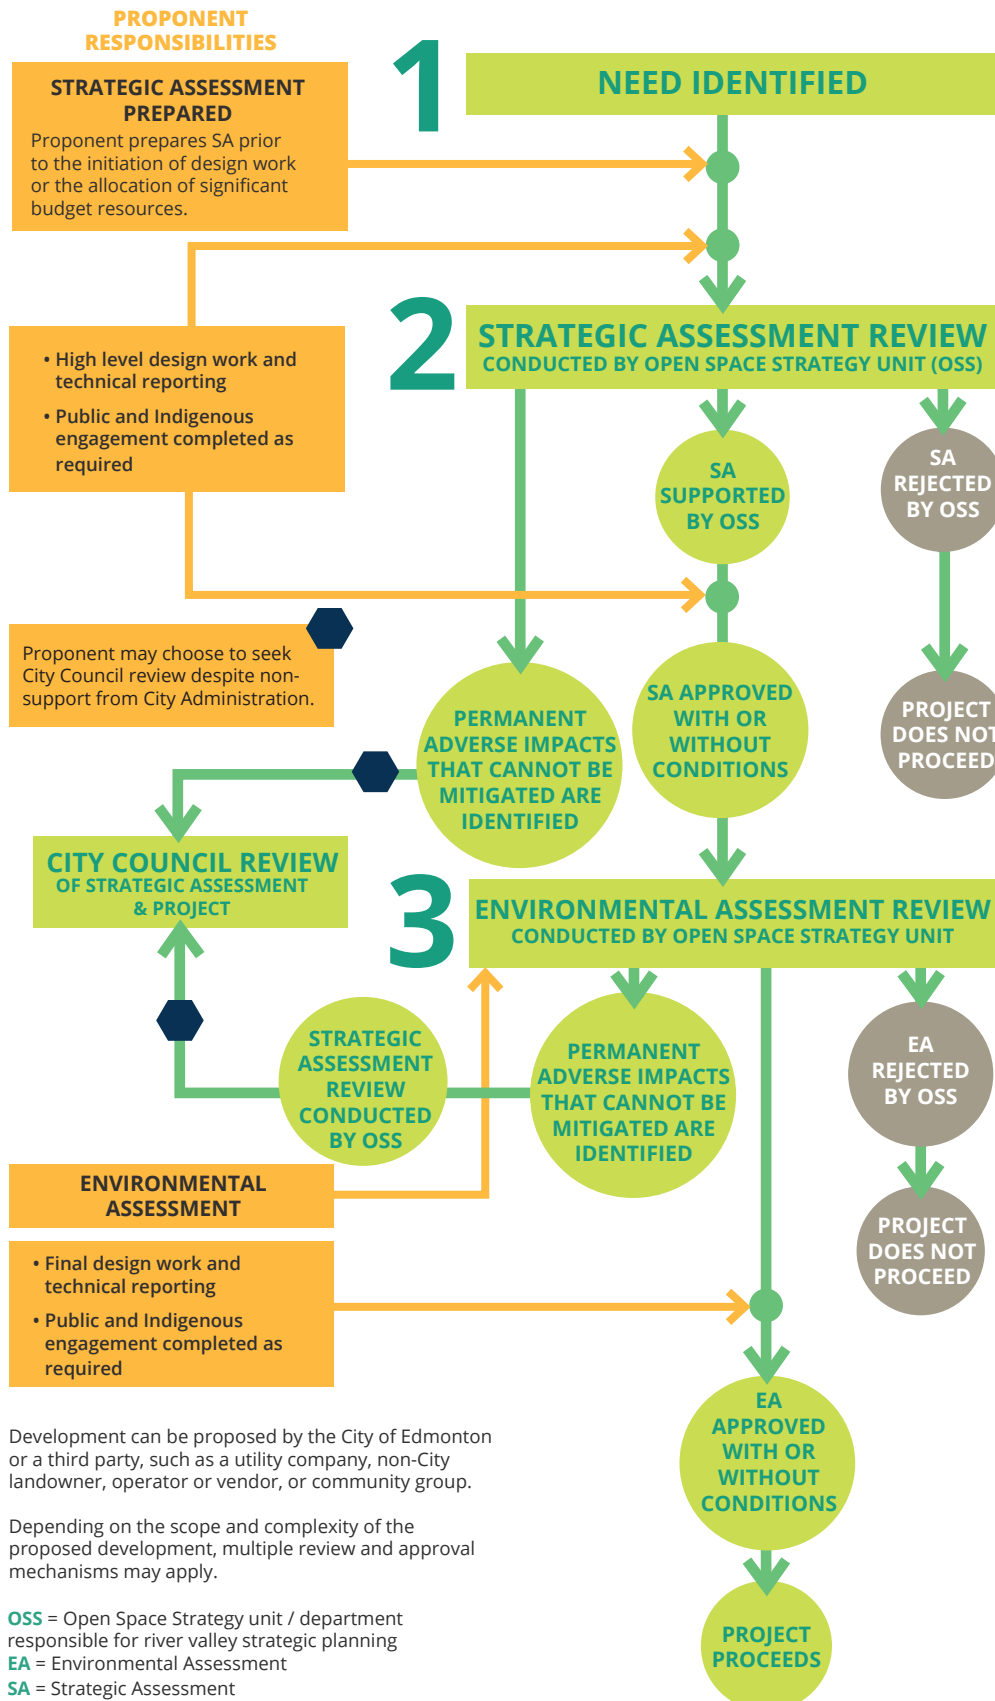 PROPONENT
RESPONSIBILITIES
STRATEGIC ASSESSMENT
PREPARED
Proponent prepares SA prior
to the initiation of design work
or the allocation of significant
budget resources.
1
NEED IDENTIFIED
• High level design work and
technical reporting
• Public and Indigenous
engagement completed as
required
2
STRATEGIC ASSESSMENT REVIEW
CONDUCTED BY OPEN SPACE STRATEGY UNIT (OSS)
SA
SUPPORTED
BY OSS
SA
REJECTED
BY OSS
Proponent may choose to seek
City Council review despite non-
support from City Administration.
PERMANENT
ADVERSE IMPACTS
THAT CANNOT BE
MITIGATED ARE
IDENTIFIED
SA APPROVED
WITH OR
WITHOUT
CONDITIONS
PROJECT
DOES NOT
PROCEED
CITY COUNCIL REVIEW
OF STRATEGIC ASSESSMENT
& PROJECT
3
ENVIRONMENTAL ASSESSMENT REVIEW
CONDUCTED BY OPEN SPACE STRATEGY UNIT
STRATEGIC
ASSESSMENT
REVIEW
CONDUCTED
BY OSS
PERMANENT
ADVERSE IMPACTS
THAT CANNOT BE
MITIGATED ARE
IDENTIFIED
EA
REJECTED
BY OSS
ENVIRONMENTAL
ASSESSMENT
PROJECT
DOES NOT
PROCEED
• Final design work and
technical reporting
• Public and Indigenous
engagement completed as
required
EA
APPROVED
WITH OR
WITHOUT
CONDITIONS
PROJECT
PROCEEDS
Development can be proposed by the City of Edmonton
or a third party, such as a utility company, non-City
landowner, operator or vendor, or community group.
Depending on the scope and complexity of the
proposed development, multiple review and approval
mechanisms may apply.
OSS = Open Space Strategy unit / department
responsible for river valley strategic planning
EA = Environmental Assessment
SA = Strategic Assessment